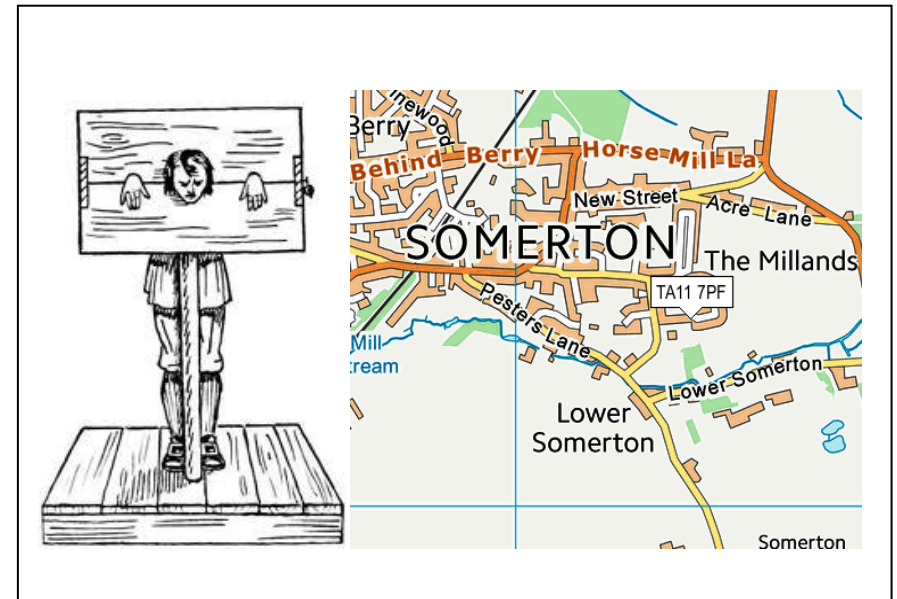 inewood
Berry
Behind Berry
Horse Mill La.
New Street
Acre Lane
SOMERTON
The Millands
TA11 7PF
Pesters Lane
Mill
tream
Lower Somerton
Lower
Somerton
Somerton